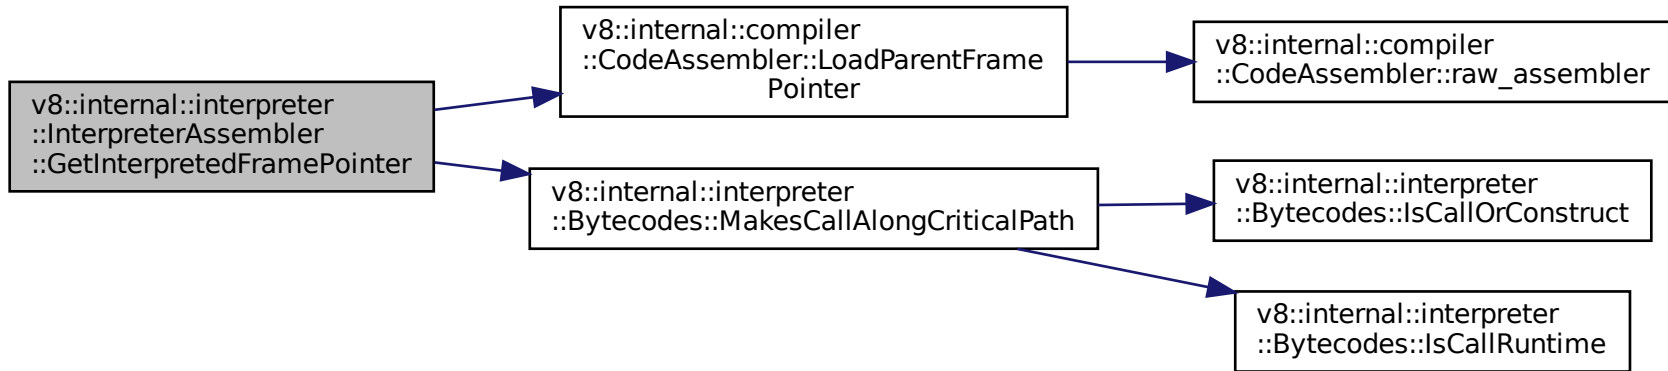 v8::internal::interpreter
::InterpreterAssembler
::GetInterpretedFramePointer
v8::internal::compiler
::CodeAssembler::LoadParentFrame
Pointer
v8::internal::compiler
::CodeAssembler::raw_assembler
v8::internal::interpreter
::Bytecodes::MakesCallAlongCriticalPath
v8::internal::interpreter
::Bytecodes::IsCallOrConstruct
v8::internal::interpreter
::Bytecodes::IsCallRuntime